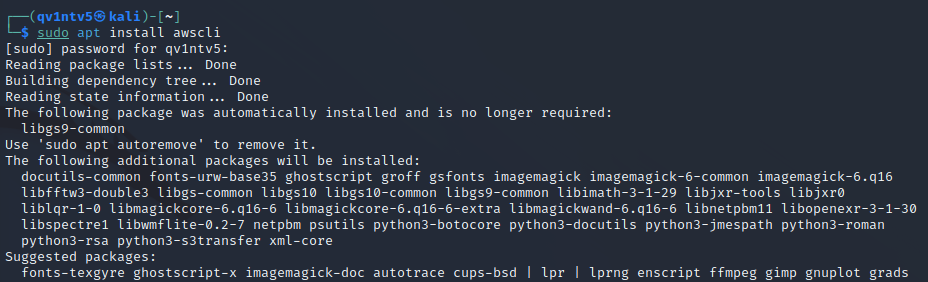 ┌──(qv1ntv5㉿kali)-[~]
└─$ sudo apt install awscli
[sudo] password for qv1ntv5:
Reading package lists... Done
Building dependency tree... Done
Reading state information... Done
The following package was automatically installed and is no longer required:
  libgs9-common
Use 'sudo apt autoremove' to remove it.
The following additional packages will be installed:
  docutils-common fonts-urw-base35 ghostscript groff gsfonts imagemagick imagemagick-6-common imagemagick-6.q16
  libfftw3-double3 libgs-common libgs10 libgs10-common libgs9-common libimath-3-1-29 libjxr-tools libjxr0
  liblqr-1-0 libmagickcore-6.q16-6 libmagickcore-6.q16-6-extra libmagickwand-6.q16-6 libnetpbm11 libopenexr-3-1-30
  libspectre1 libwmflite-0.2-7 netpbm psutils python3-botocore python3-docutils python3-jmespath python3-roman
  python3-rsa python3-s3transfer xml-core
Suggested packages:
  fonts-texgyre ghostscript-x imagemagick-doc autotrace cups-bsd | lpr | lprng enscript ffmpeg gimp gnuplot grads